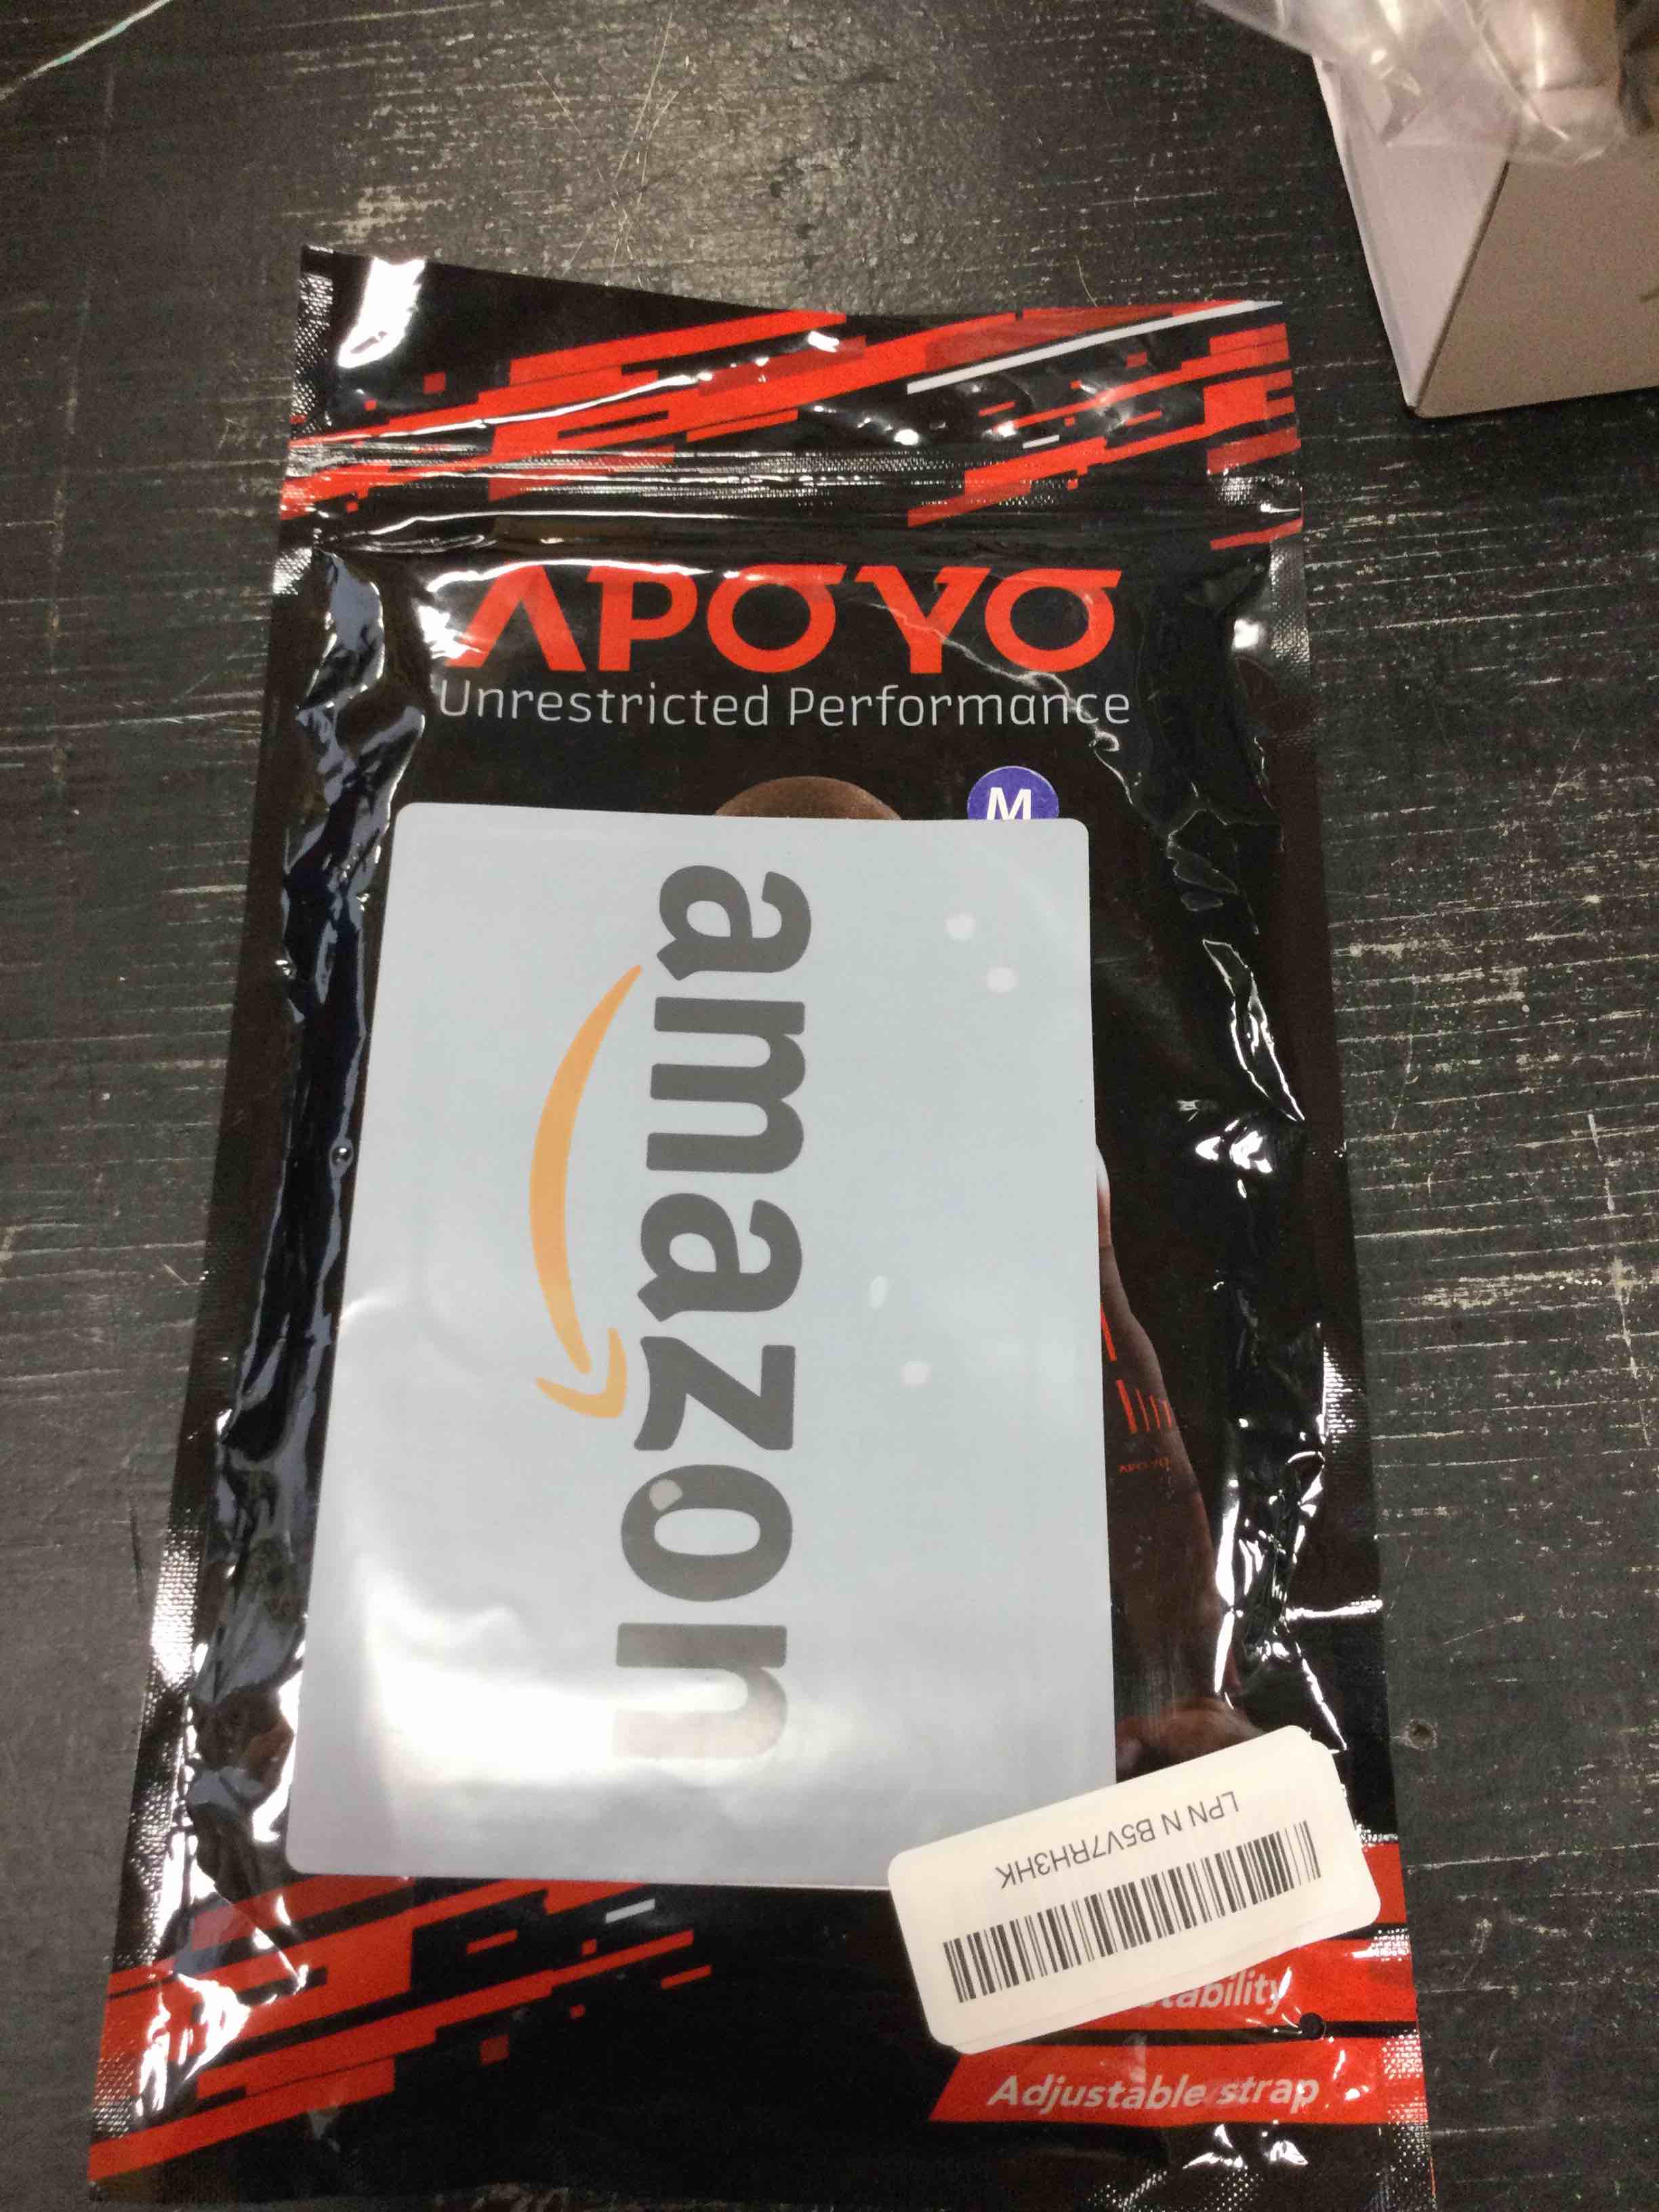 APOYO
Unrestricted Performance
M
amazon
LPN N B5V7RH3HK
Adjustable strap